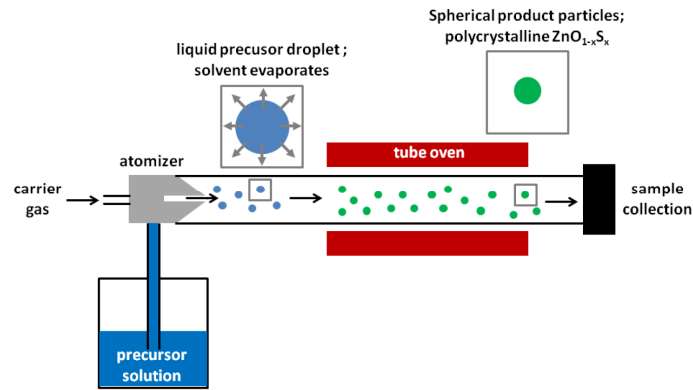 Spherical product particles;
polycrystalline ZnO1-xSx
liquid precusor droplet ;
solvent evaporates
tube oven
atomizer
carrier
gas
sample
collection
precursor
solution